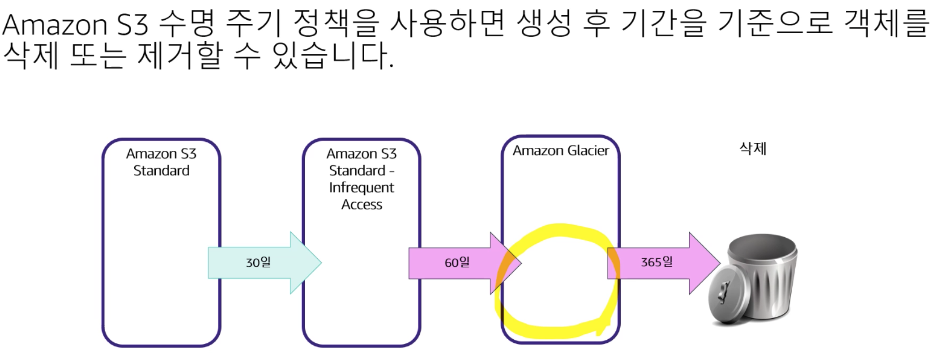 Amazon S3 수명 주기 정책을 사용하면 생성 후 기간을 기준으로 객체를
삭제 또는 제거할 수 있습니다.
Amazon S3
Standard
Amazon S3
Standard -
Infrequent
Access
Amazon Glacier
삭제
30일
60일
365일